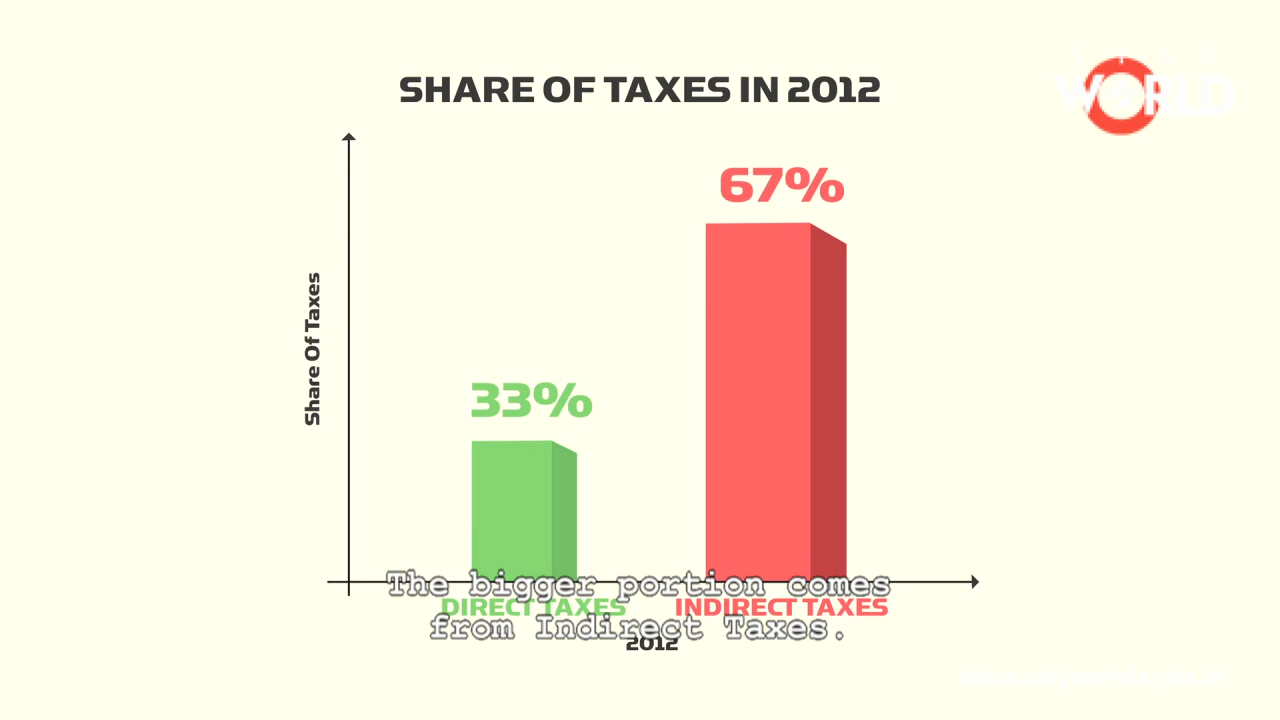 SHARE OF TAXES IN 2012
WORLD
67%
33%
Share Of Taxes
DIRECT TAXES
INDIRECT TAXES
2012
The bigger portion comes
from Indirect Taxes.